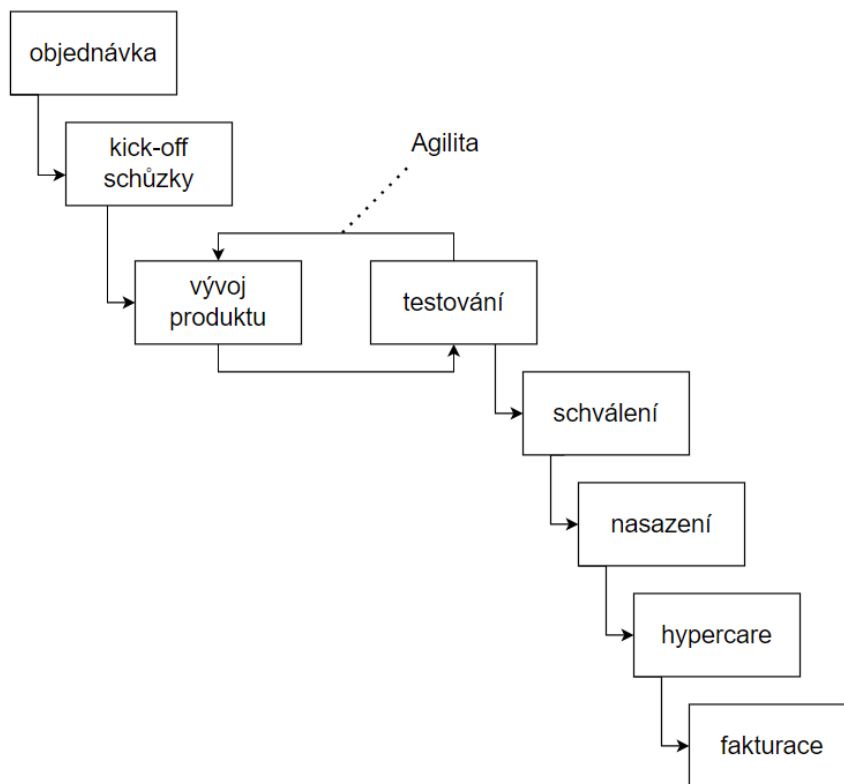 objednávka
kick-off
schůzky
Agilita
vývoj
produktu
testování
schválení
nasazení
hypercare
fakturace